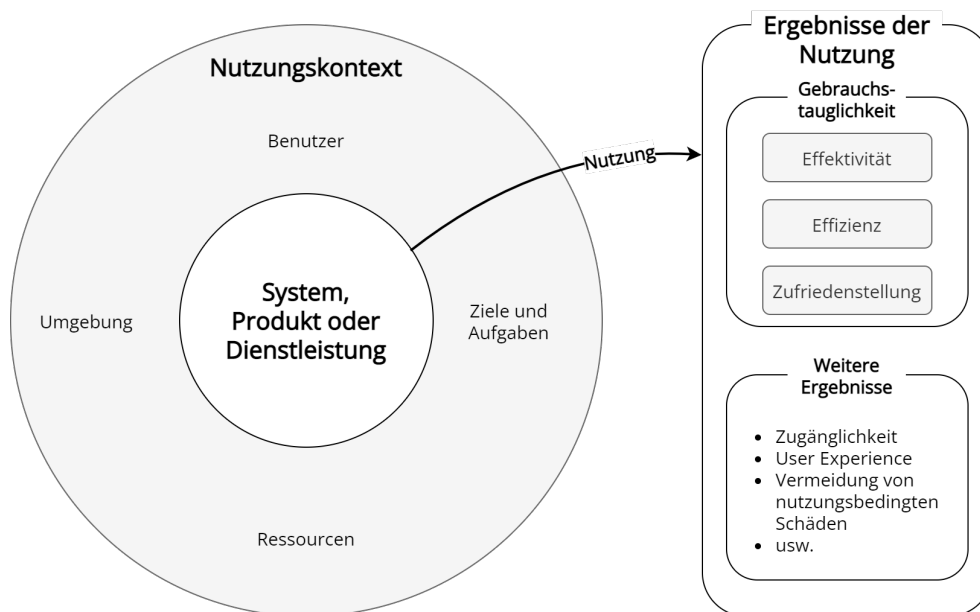 Nutzungskontext
Benutzer
Umgebung
System,
Produkt oder
Dienstleistung
Ziele und
Aufgaben
Ressourcen
Nutzung
Ergebnisse der
Nutzung
Gebrauchs-
tauglichkeit
Effektivität
Effizienz
Zufriedenstellung
Weitere
Ergebnisse
• Zugänglichkeit
• User Experience
• Vermeidung von
nutzungsbedingten
Schäden
• usw.